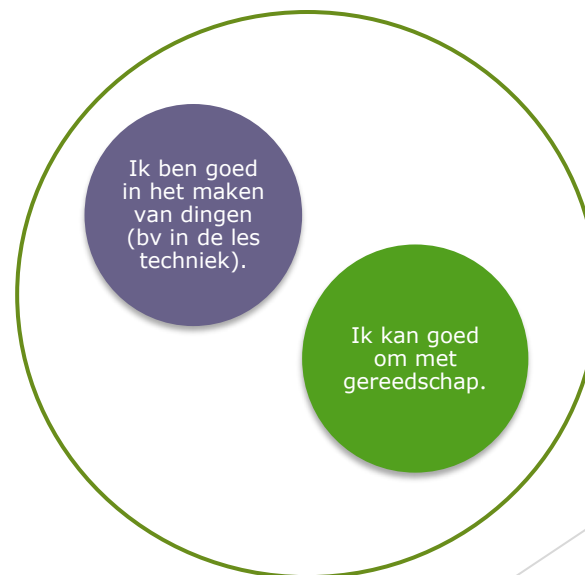 Ik ben goed
in het maken
van dingen
(bv in de les
techniek).
Ik kan goed
om met
gereedschap.